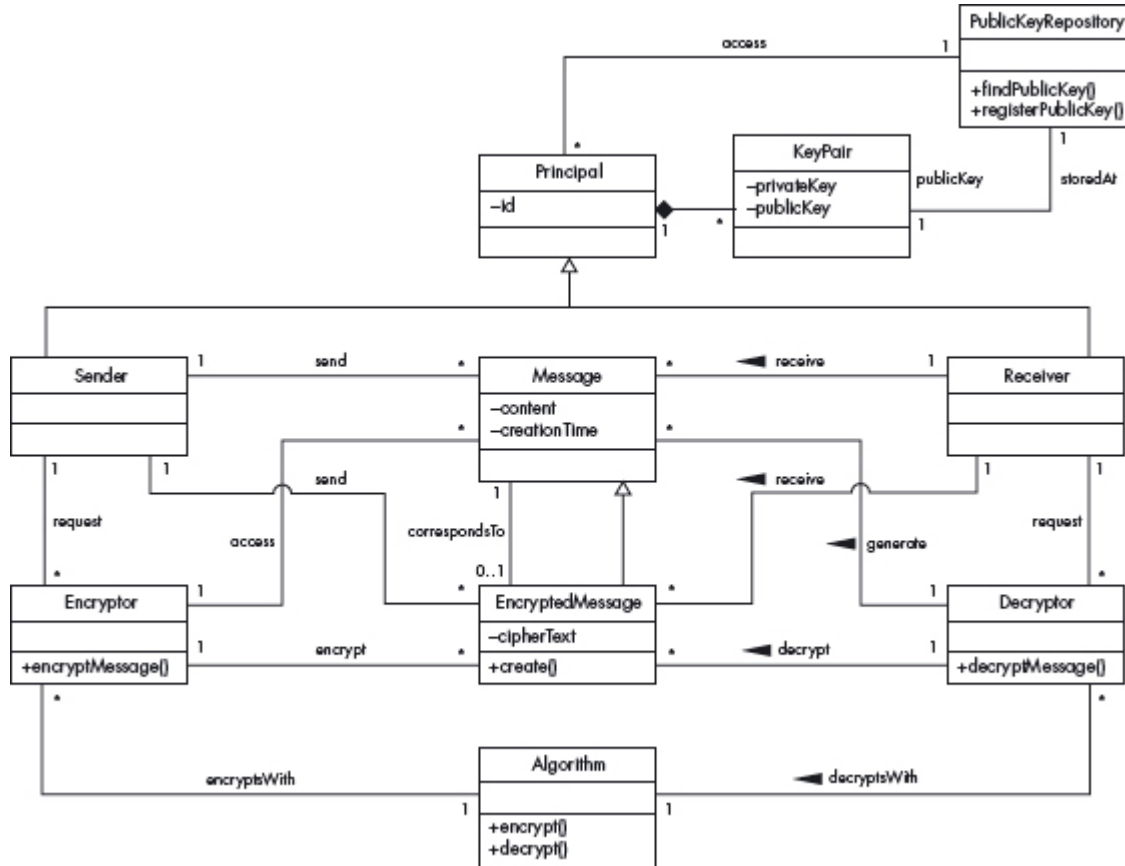 PublicKeyRepository
access
1
+findPublicKey()
+registerPublicKey()
*
1
Principal
KeyPair
–id
–privateKey
–publicKey
publicKey
storedAt
1
*
1
Sender
1
send
*
Message
*
receive
1
Receiver
–content
–creationTime
*
*
1
1
send
1
receive
1
1
request
access
correspondsTo
generate
request
*
1
0..1
*
*
1
*
Encryptor
EncryptedMessage
Decryptor
–cipherText
+encryptMessage()
1
encrypt
*
+create()
*
decrypt
1
+decryptMessage()
*
*
Algorithm
encryptsWith
decryptsWith
1
1
+encrypt()
+decrypt()